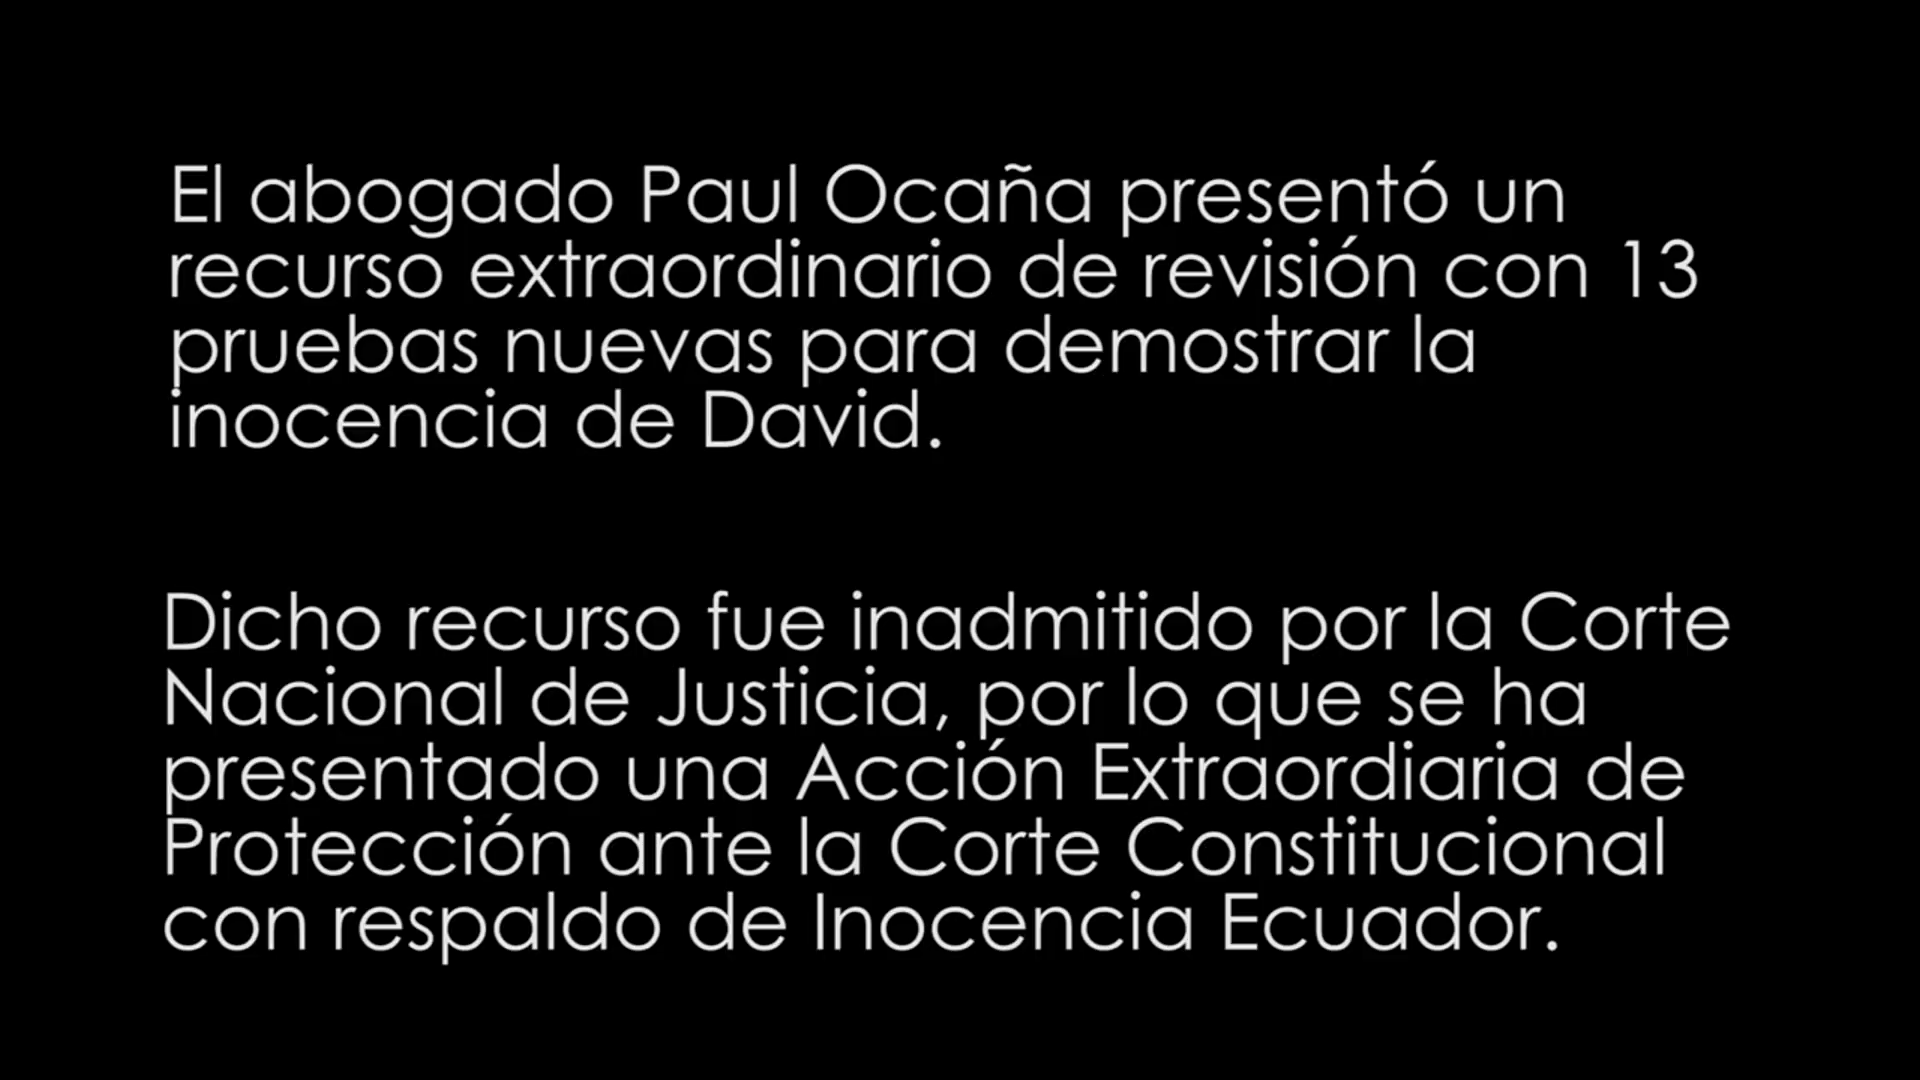 El abogado Paul Ocaña presentó un
recurso extraordinario de revisión con 13
pruebas nuevas para demostrar la
inocencia de David.
Dicho recurso fue inadmitido por la Corte
Nacional de Justicia, por lo que se ha
presentado una Acción Extraordiaria de
Protección ante la Corte Constitucional
con respaldo de Inocencia Ecuador.